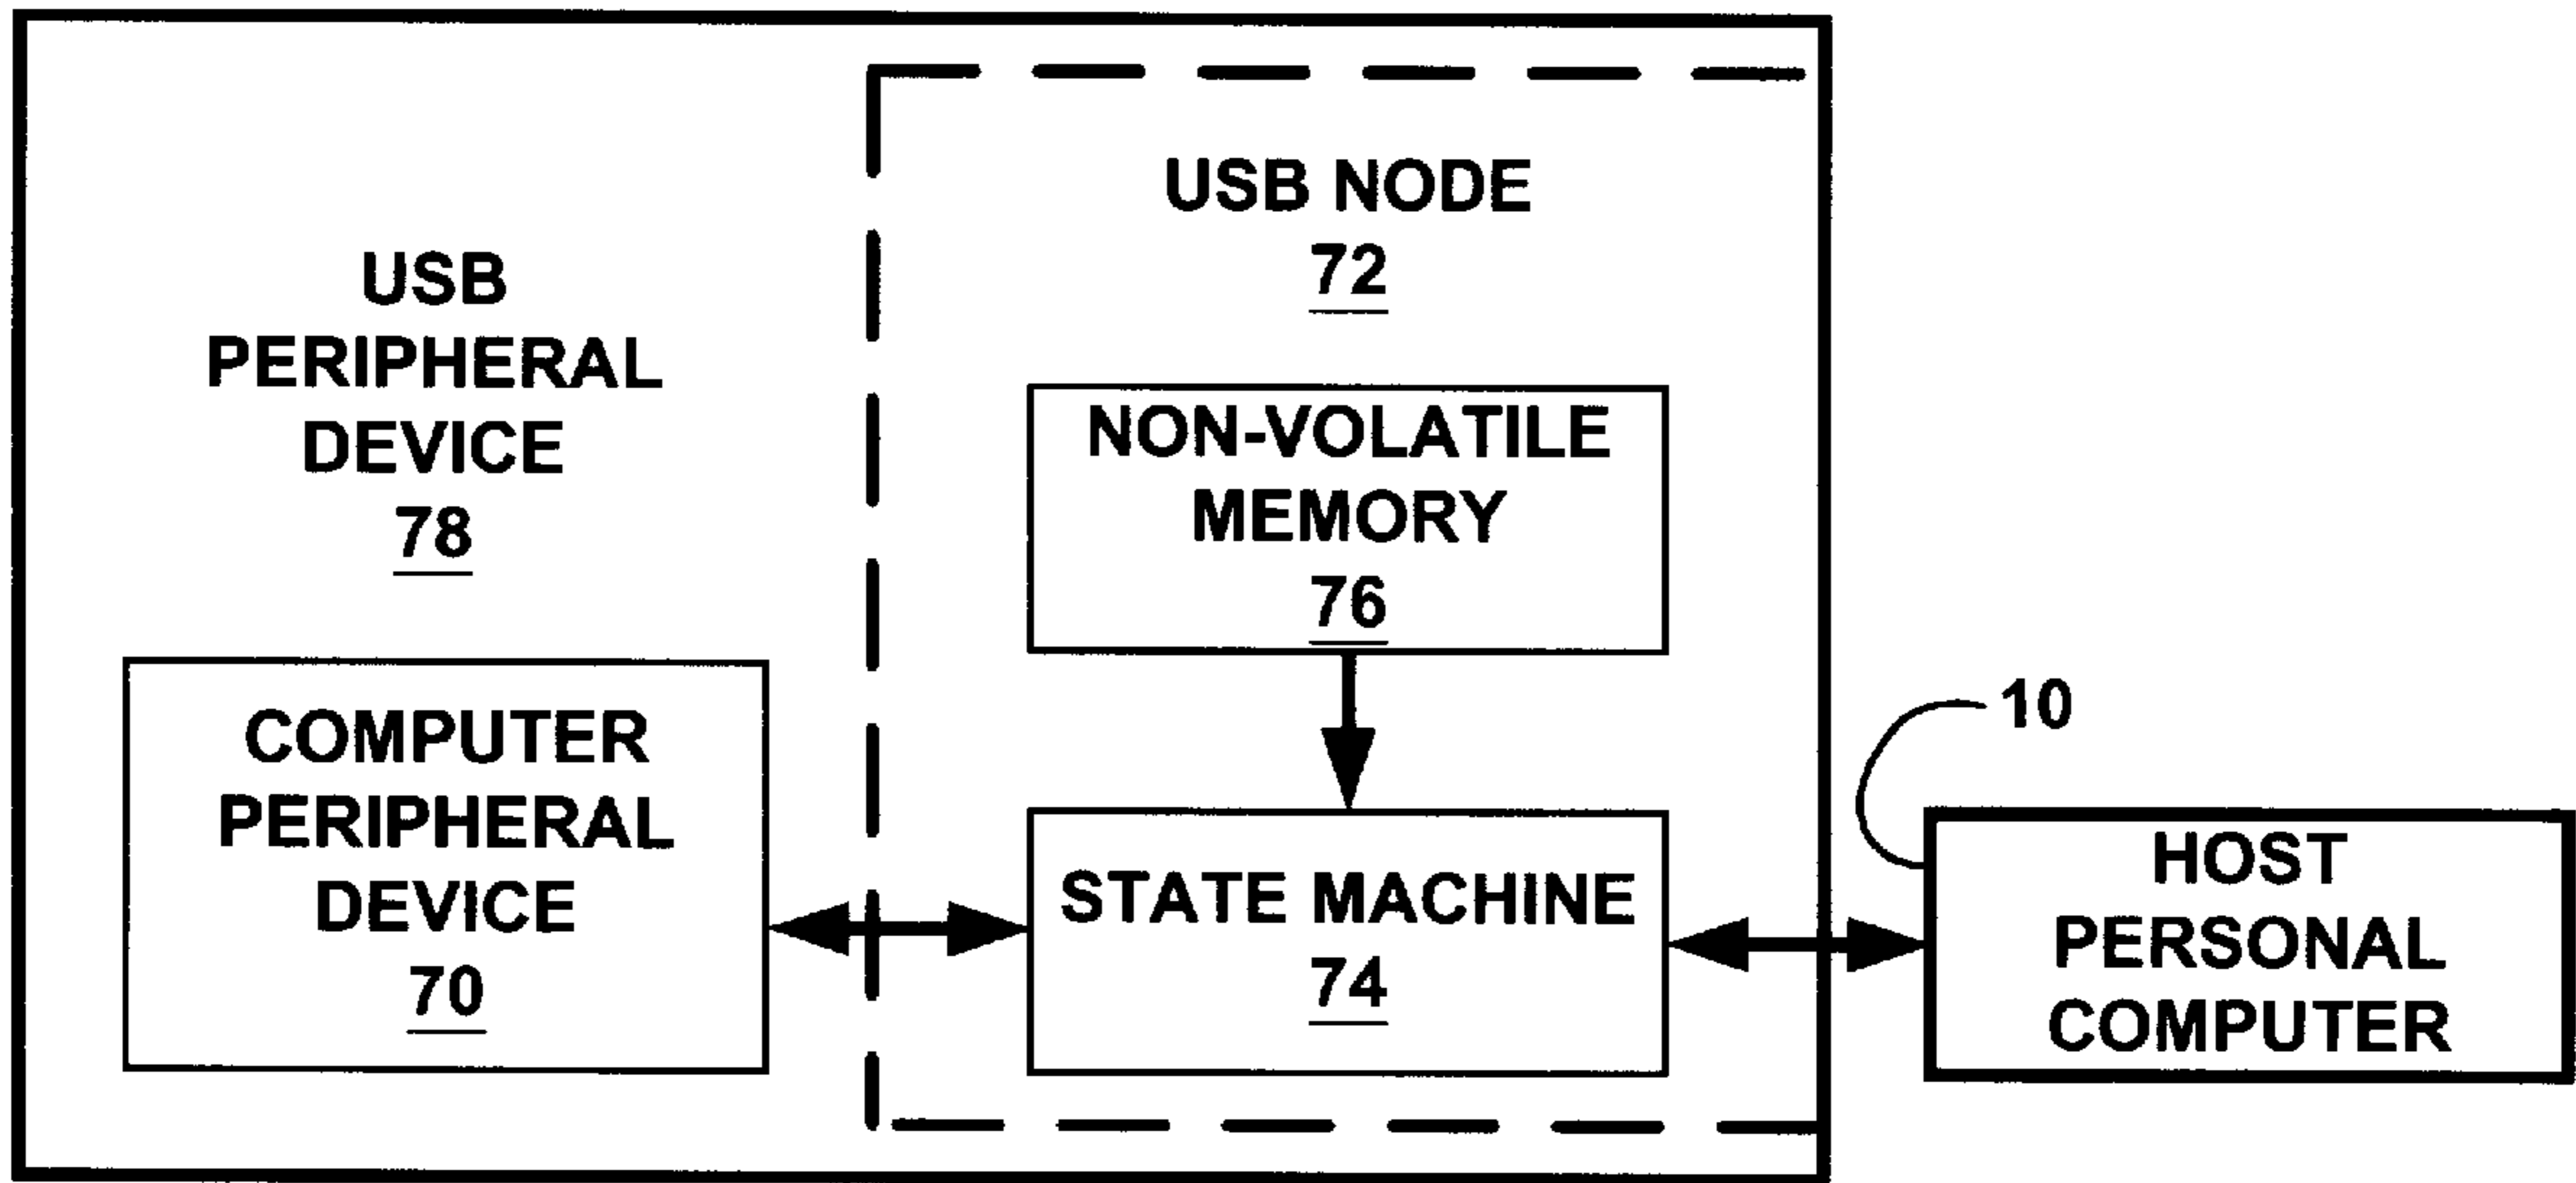 USB
PERIPHERAL
DEVICE
78
COMPUTER
PERIPHERAL
DEVICE
70
USB NODE
72
NON-VOLATILE
MEMORY
76
STATE MACHINE
74
10
HOST
PERSONAL
COMPUTER